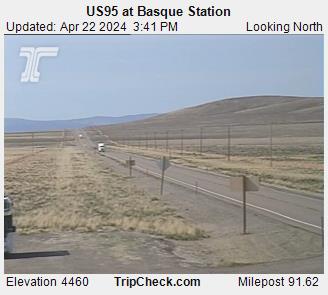 US95 at Basque Station
Updated: Apr 22 2024 3:41 PM Looking North
Elevation 4460 TripCheck.com Milepost 91.62